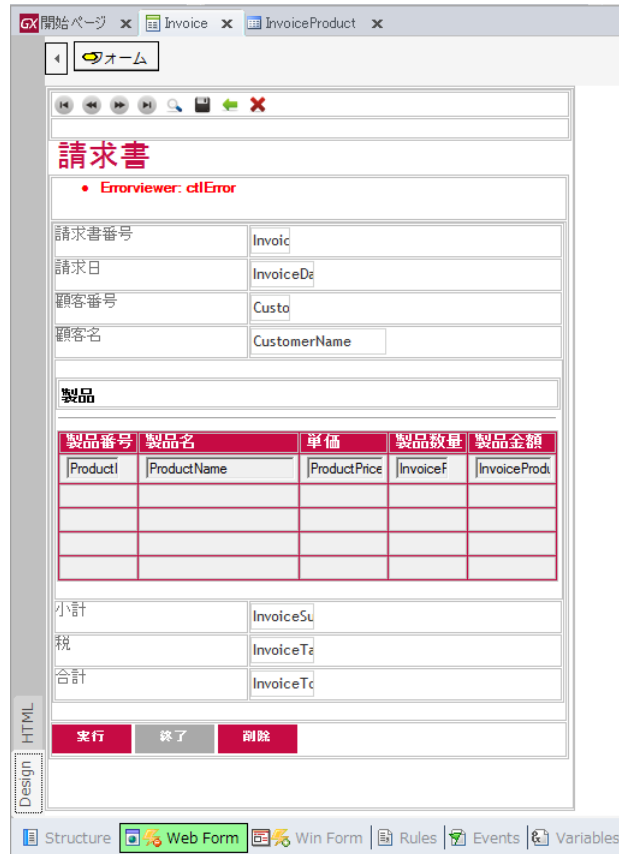 GX開始ページ x Invoice x InvoiceProduct x
フォーム
請求書
Errorviewer: ctlError
請求書番号 Invoic
請求日 InvoiceDa
顧客番号 Custo
顧客名 CustomerName
製品
製品番号 製品名 単価 製品数量 製品金額
ProductI ProductName ProductPrice InvoiceF InvoiceProdu
小計 InvoiceSu
税 InvoiceTa
合計 InvoiceTo
実行 終了 削除
HTML
Design
Structure Web Form Win Form Rules Events Variables